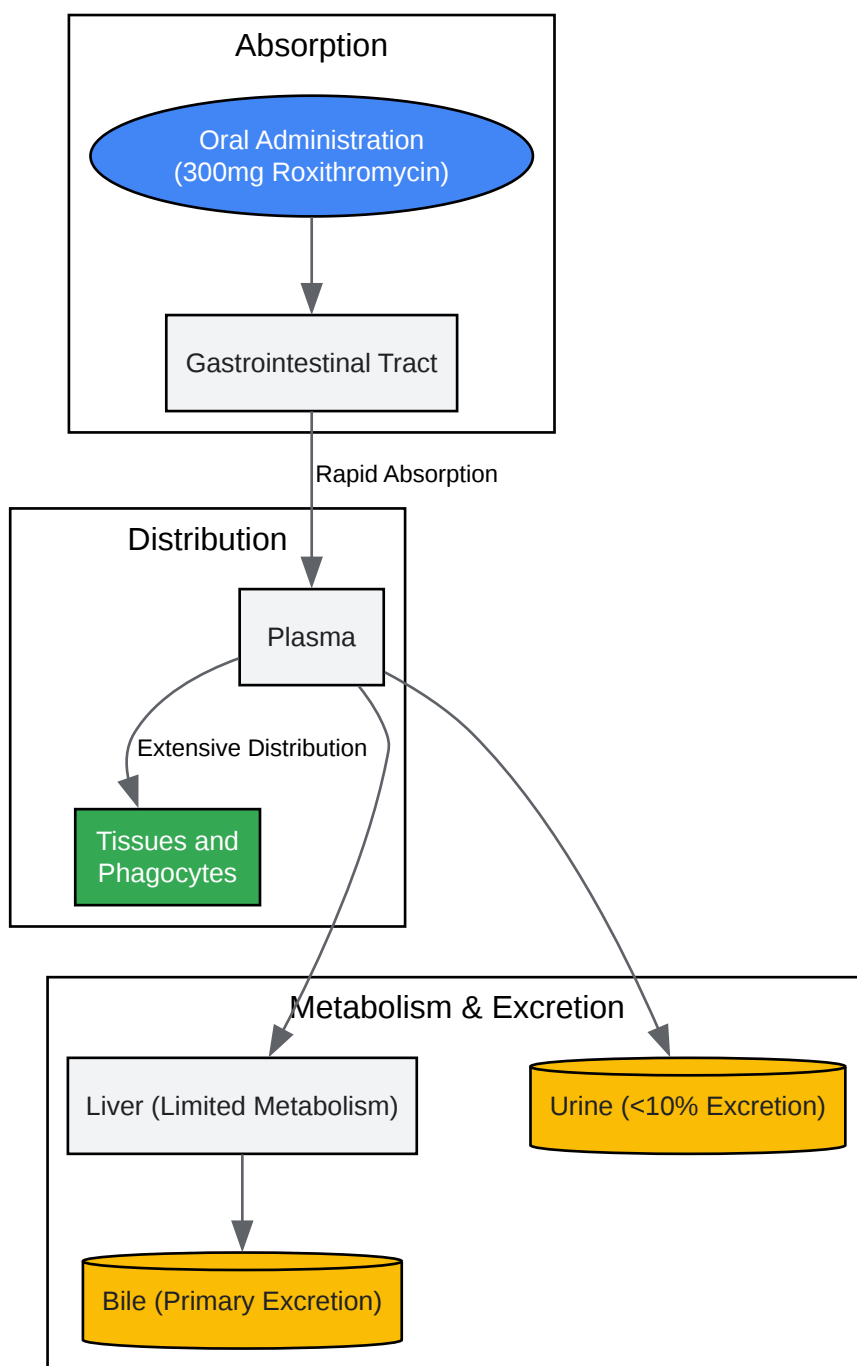 Absorption
Oral Administration
(300mg Roxithromycin)
Gastrointestinal Tract
Rapid Absorption
Distribution
Plasma
Extensive Distribution
Tissues and
Phagocytes
Metabolism & Excretion
Liver (Limited Metabolism)
Urine (<10% Excretion)
Bile (Primary Excretion)